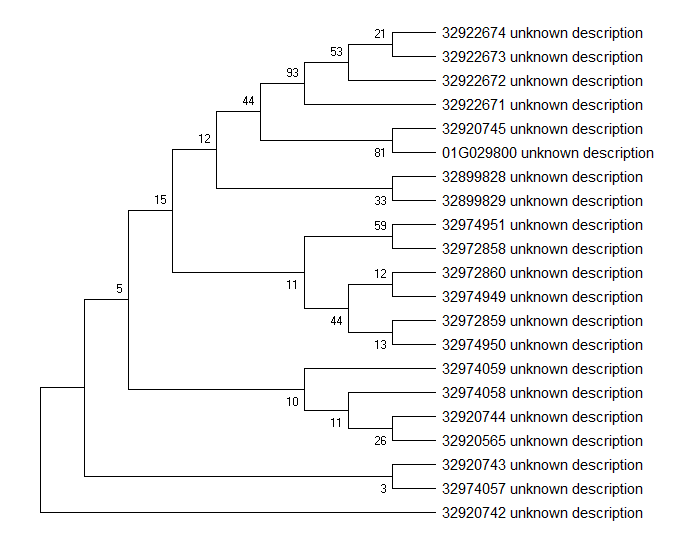 21
32922674 unknown description
53
32922673 unknown description
93
32922672 unknown description
44
32922671 unknown description
32920745 unknown description
12
81
01G029800 unknown description
32899828 unknown description
15
33
32899829 unknown description
59
32974951 unknown description
32972858 unknown description
12
32972860 unknown description
5
11
32974949 unknown description
44
32972859 unknown description
13
32974950 unknown description
32974059 unknown description
10
32974058 unknown description
11
32920744 unknown description
26
32920565 unknown description
32920743 unknown description
3
32974057 unknown description
32920742 unknown description